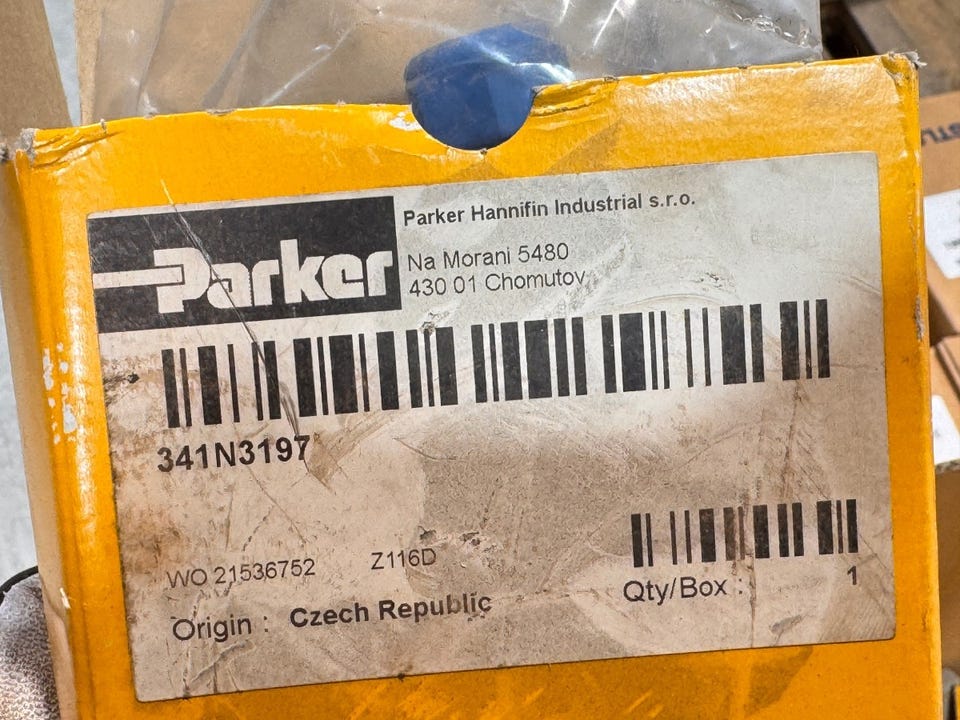 Parker
Parker Hannifin Industrial s.r.o.
Na Morani 5480
430 01 Chomutov
341N3197
WO 21536752 Z116D
Origin : Czech Republic
Qty/Box : 1